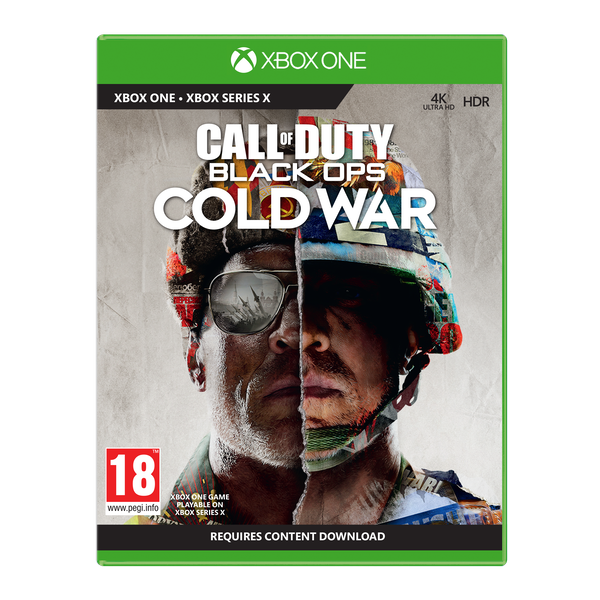 XBOX ONE
XBOX ONE • XBOX SERIES X
4K
ULTRA HD
HDR
CALL OF DUTY
BLACK OPS
COLD WAR
18
TM
www.pegi.info
XBOX ONE GAME
PLAYABLE ON
XBOX SERIES X
REQUIRES CONTENT DOWNLOAD